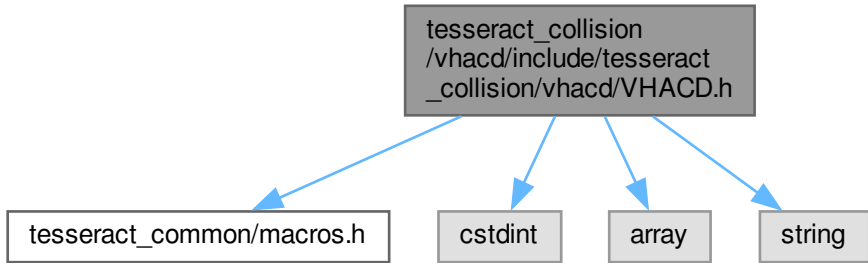 tesseract_collision
/vhacd/include/tesseract
_collision/vhacd/VHACD.h
tesseract_common/macros.h
cstdint
array
string